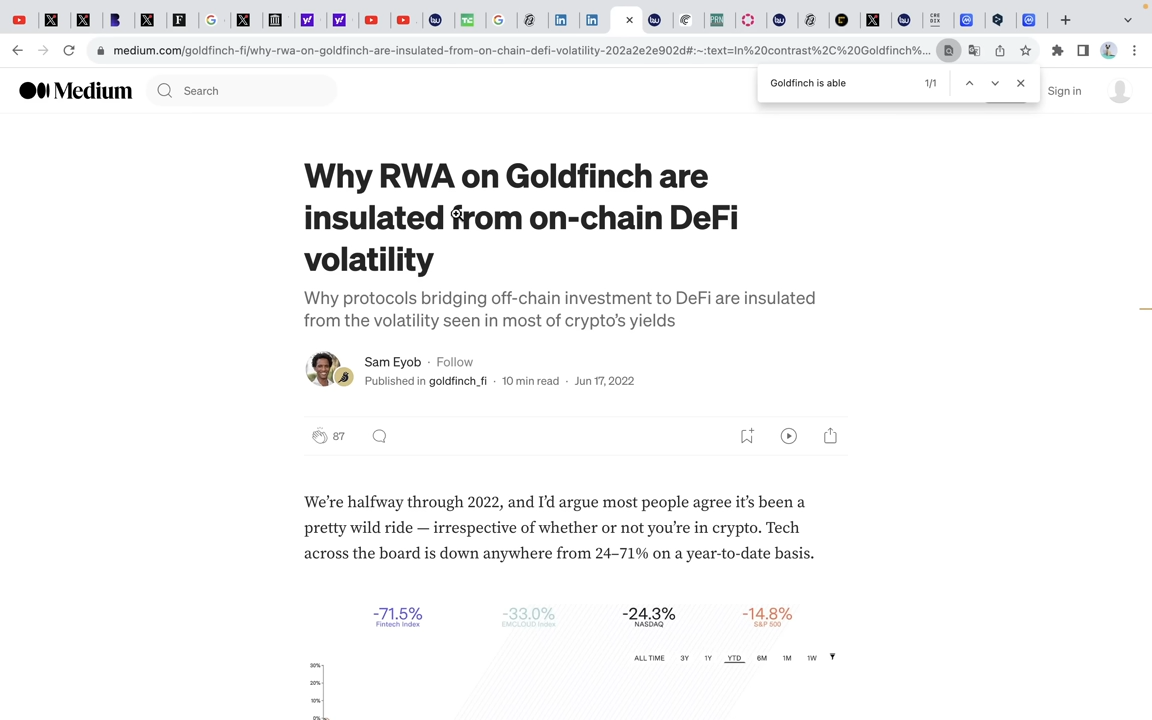 medium.com/goldfinch-fi/why-rwa-on-goldfinch-are-insulated-from-on-chain-defi-volatility-202a2e2e902d#:~:text=In%20contrast%2C%20Goldfinch%...
Goldfinch is able 1/1
Medium
Search
Sign in
Why RWA on Goldfinch are
insulated from on-chain DeFi
volatility
Why protocols bridging off-chain investment to DeFi are insulated
from the volatility seen in most of crypto's yields
Sam Eyob · Follow
Published in goldfinch_fi · 10 min read · Jun 17, 2022
87
We're halfway through 2022, and I'd argue most people agree it's been a
pretty wild ride — irrespective of whether or not you're in crypto. Tech
across the board is down anywhere from 24–71% on a year-to-date basis.
-71.5% -33.0% -24.3% -14.8%
Fintech Index EMCLOUD Index NASDAQ S&P 500
ALL TIME 3Y 1Y YTD 6M 1M 1W
30%
20%
10%
0%